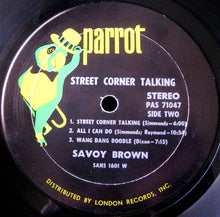 parrot
STREET CORNER TALKING
STEREO
PAS 71047
SIDE TWO
1. STREET CORNER TALKING (Simmonds—4:00)
2. ALL I CAN DO (Simmonds; Raymond—10:54)
3. WANG DANG DOODLE (Dixon—7:15)
SAVOY BROWN
SANS 1601 W
DISTRIBUTED BY LONDON RECORDS, INC.